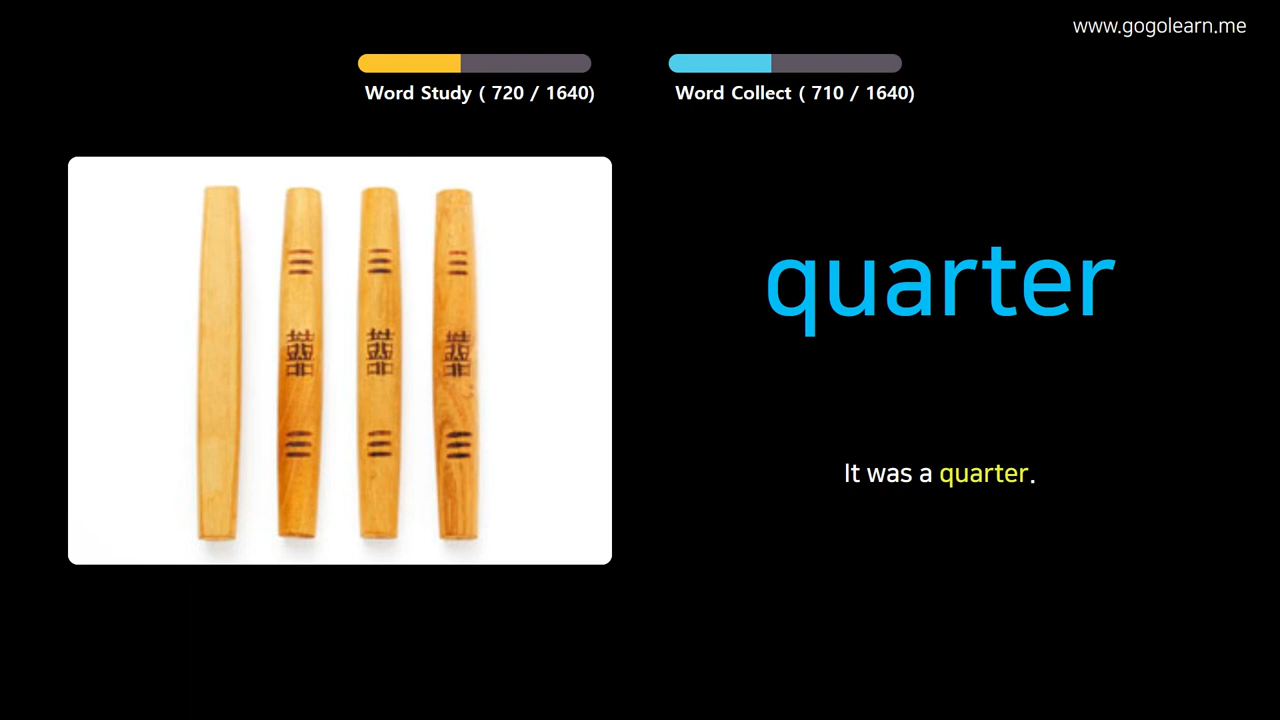 www.gogolearn.me
Word Study ( 720 / 1640)
Word Collect ( 710 / 1640)
quarter
It was a quarter.